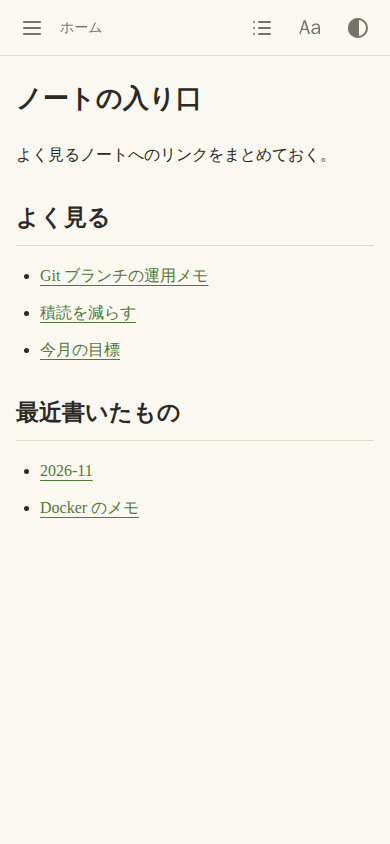 ホーム
Aa
ノートの入り口
よく見るノートへのリンクをまとめておく。
よく見る
Git ブランチの運用メモ
積読を減らす
今月の目標
最近書いたもの
2026-11
Docker のメモ